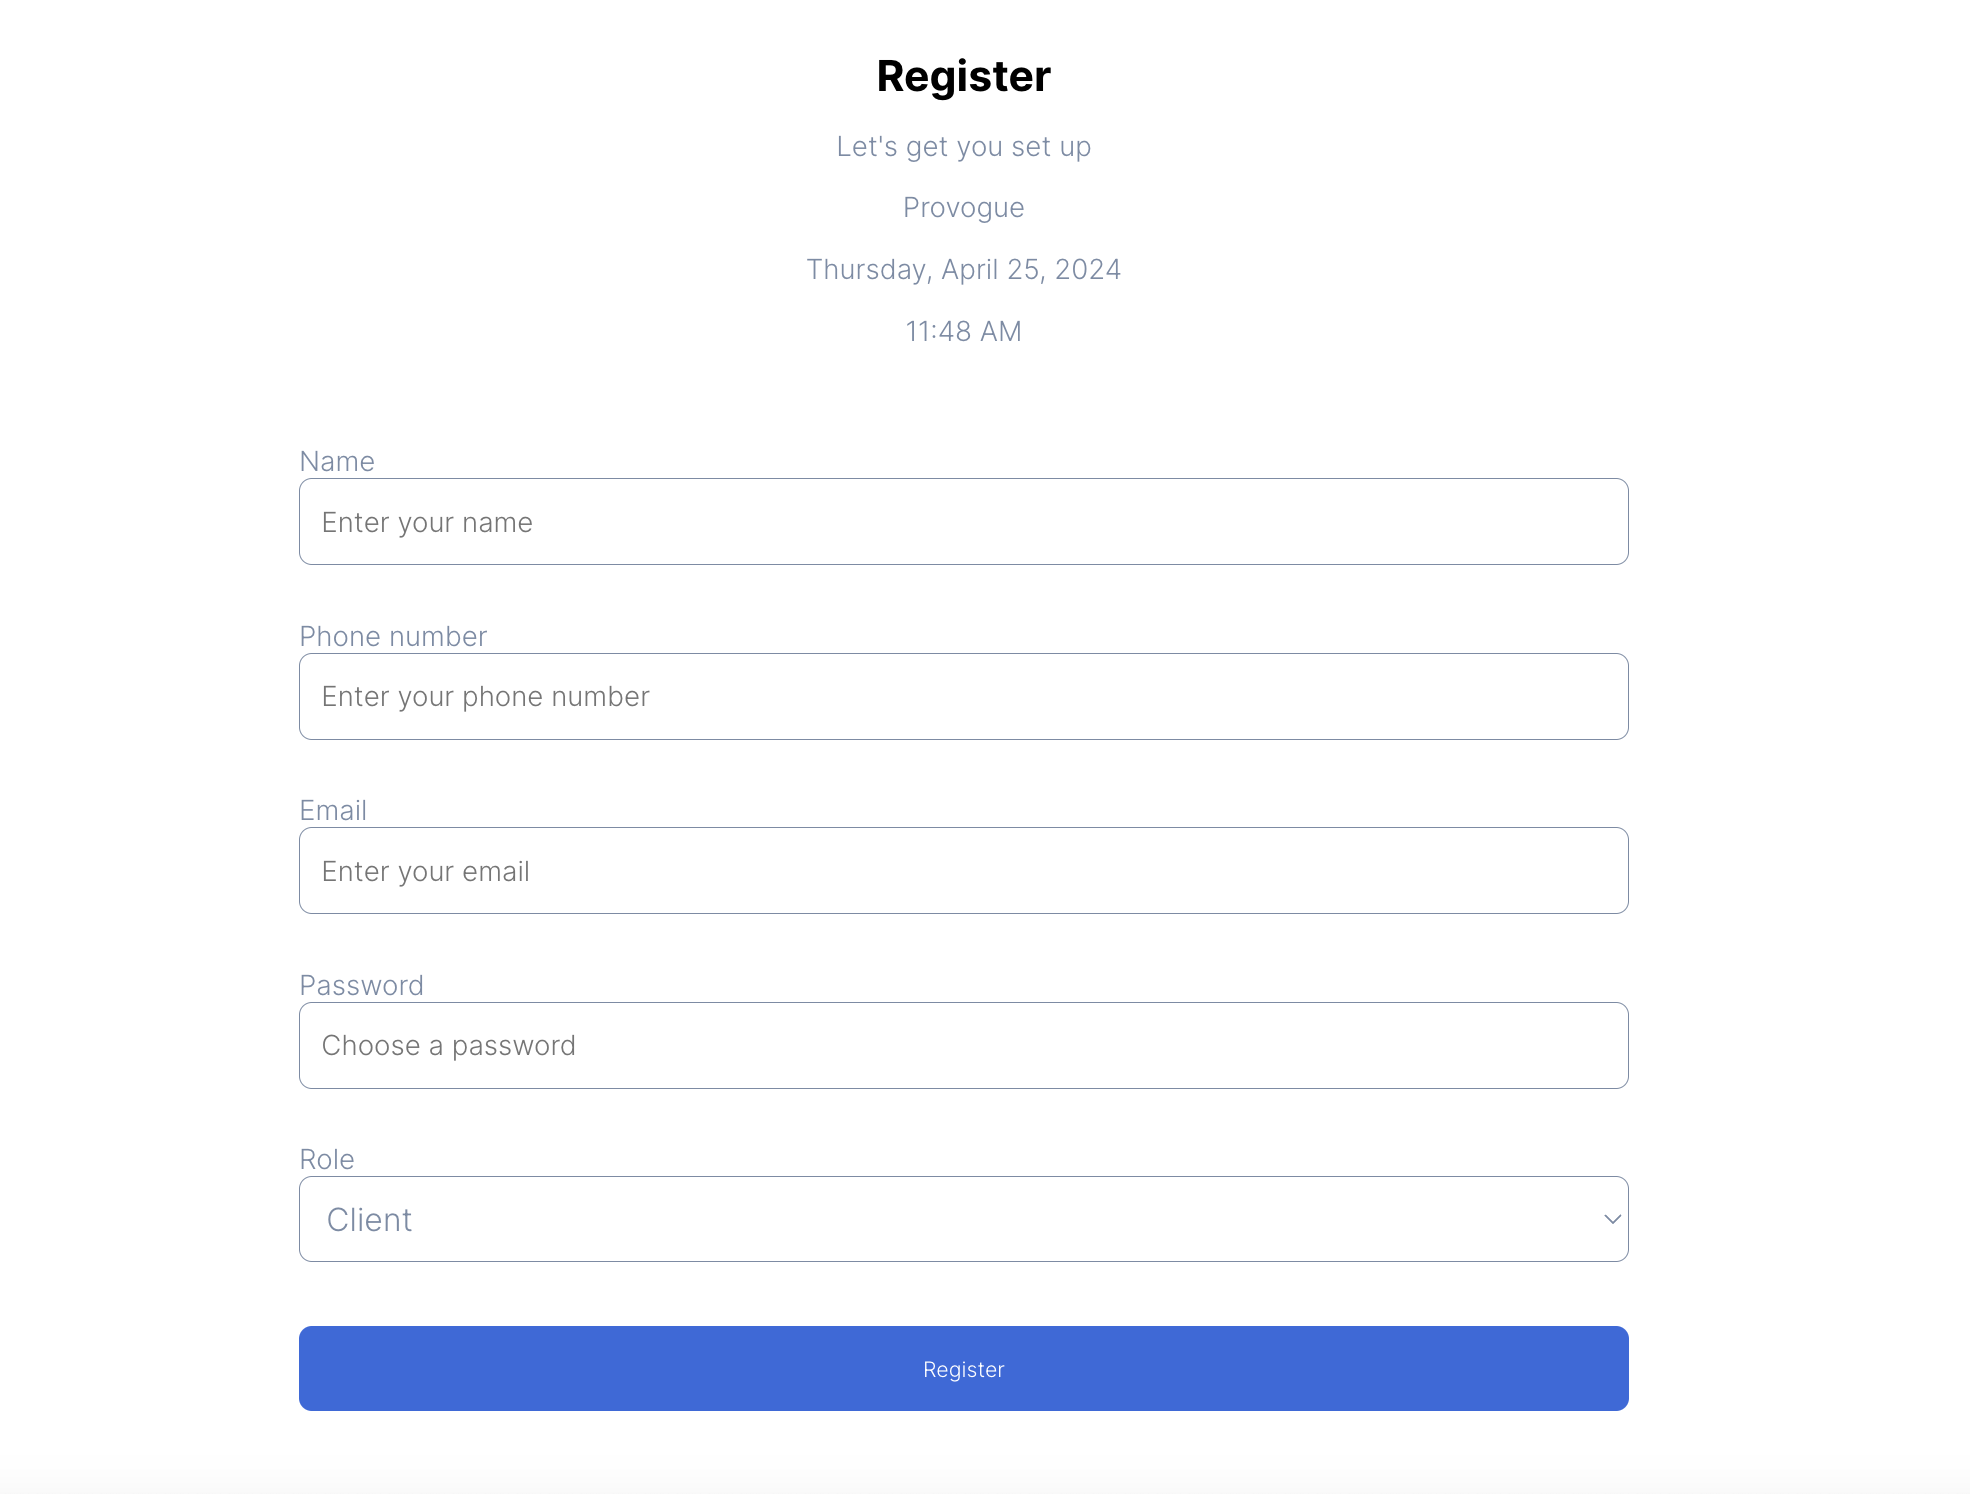 Register
Let's get you set up
Provogue
Thursday, April 25, 2024
11:48 AM
Name
Enter your name
Phone number
Enter your phone number
Email
Enter your email
Password
Choose a password
Role
Client
Register